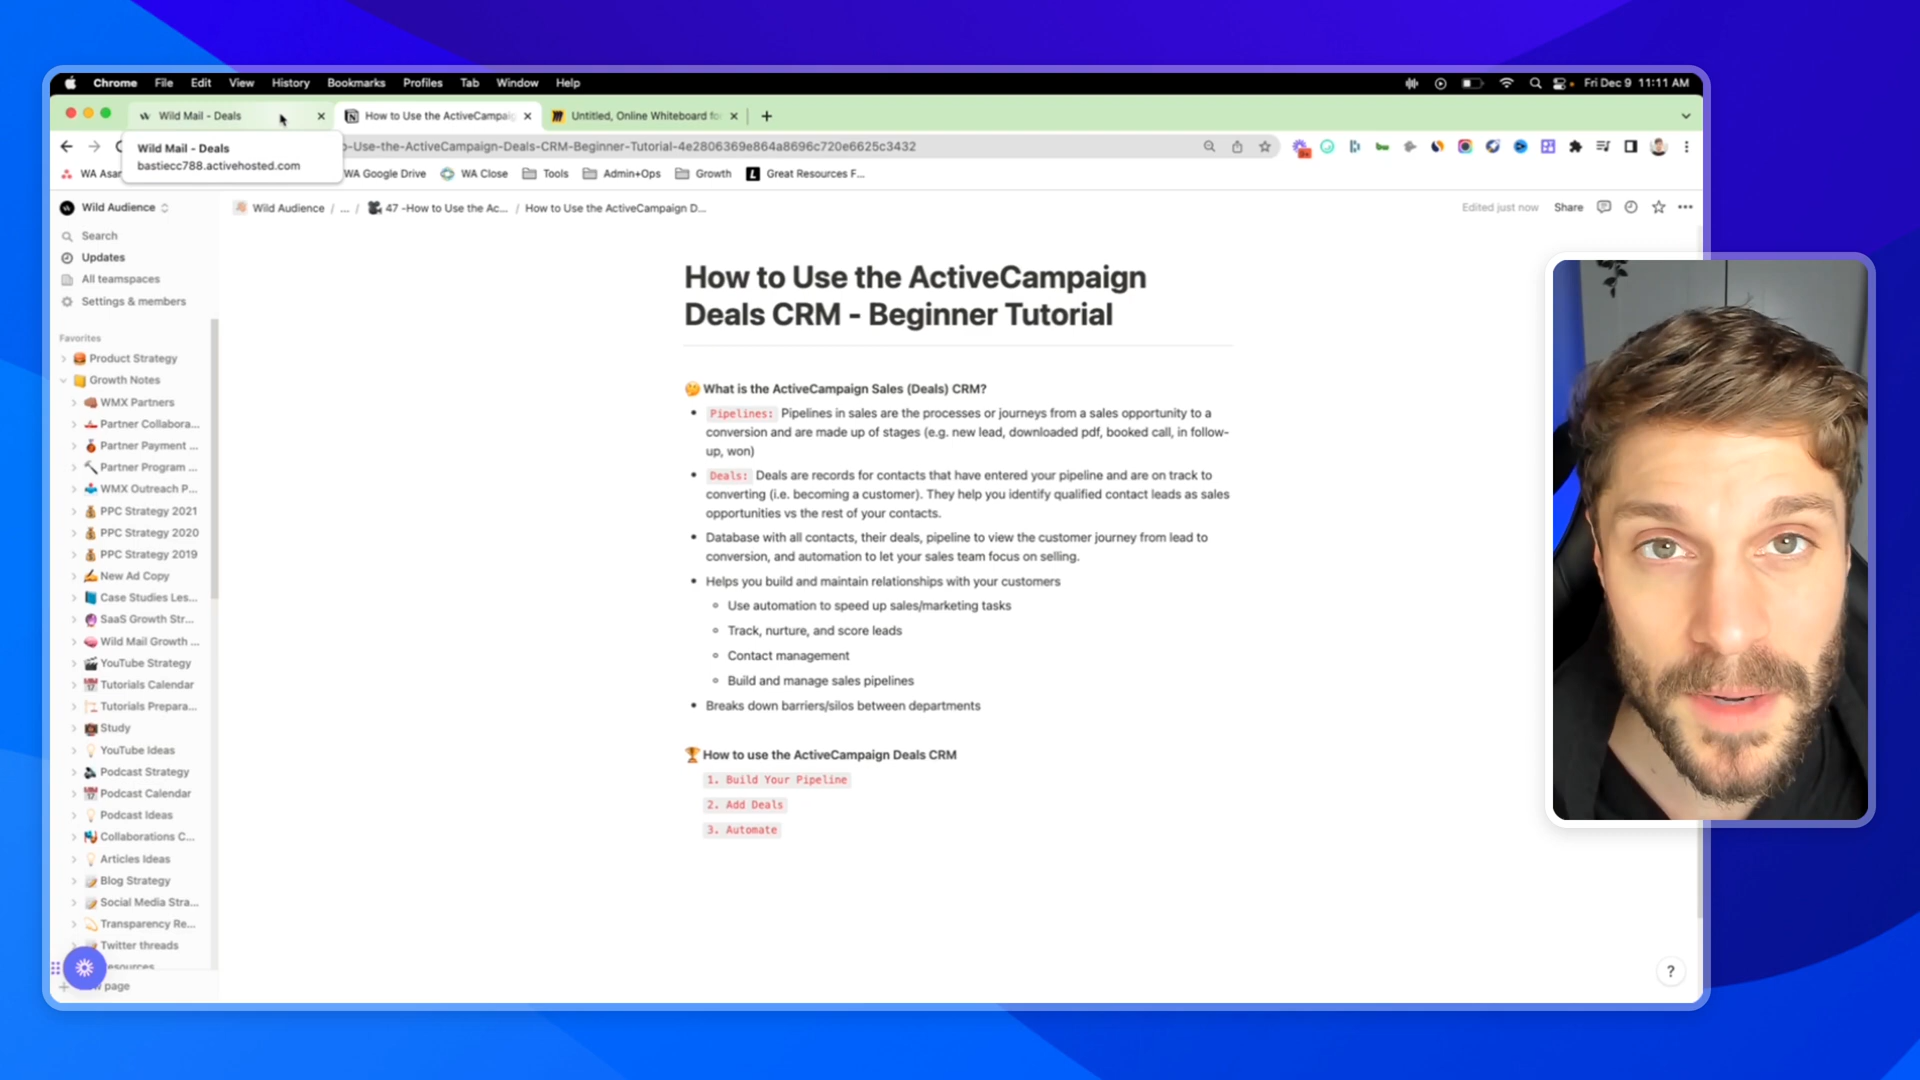 Chrome File Edit View History Bookmarks Profiles Tab Window Help
Fri Dec 9 11:11 AM
Wild Mail - Deals
How to Use the ActiveCampaig
Untitled, Online Whiteboard fo
Wild Mail - Deals
bastiecc788.activehosted.com
-Use-the-ActiveCampaign-Deals-CRM-Beginner-Tutorial-4e2806369e864a8696c720e6625c3432
WA Asan
WA Google Drive
WA Close
Tools
Admin+Ops
Growth
Great Resources F...
Wild Audience
Wild Audience / ... / 47 -How to Use the Ac... / How to Use the ActiveCampaign D...
Edited just now
Share
Search
Updates
All teamspaces
Settings & members
Favorites
Product Strategy
Growth Notes
WMX Partners
Partner Collabora...
Partner Payment ...
Partner Program ...
WMX Outreach P...
PPC Strategy 2021
PPC Strategy 2020
PPC Strategy 2019
New Ad Copy
Case Studies Les...
SaaS Growth Str...
Wild Mail Growth ...
YouTube Strategy
Tutorials Calendar
Tutorials Prepara...
Study
YouTube Ideas
Podcast Strategy
Podcast Calendar
Podcast Ideas
Collaborations C...
Articles Ideas
Blog Strategy
Social Media Stra...
Transparency Re...
Twitter threads
page
How to Use the ActiveCampaign
Deals CRM - Beginner Tutorial
What is the ActiveCampaign Sales (Deals) CRM?
• Pipelines: Pipelines in sales are the processes or journeys from a sales opportunity to a
conversion and are made up of stages (e.g. new lead, downloaded pdf, booked call, in follow-
up, won)
• Deals: Deals are records for contacts that have entered your pipeline and are on track to
converting (i.e. becoming a customer). They help you identify qualified contact leads as sales
opportunities vs the rest of your contacts.
• Database with all contacts, their deals, pipeline to view the customer journey from lead to
conversion, and automation to let your sales team focus on selling.
• Helps you build and maintain relationships with your customers
Use automation to speed up sales/marketing tasks
Track, nurture, and score leads
Contact management
Build and manage sales pipelines
• Breaks down barriers/silos between departments
How to use the ActiveCampaign Deals CRM
1. Build Your Pipeline
2. Add Deals
3. Automate
?